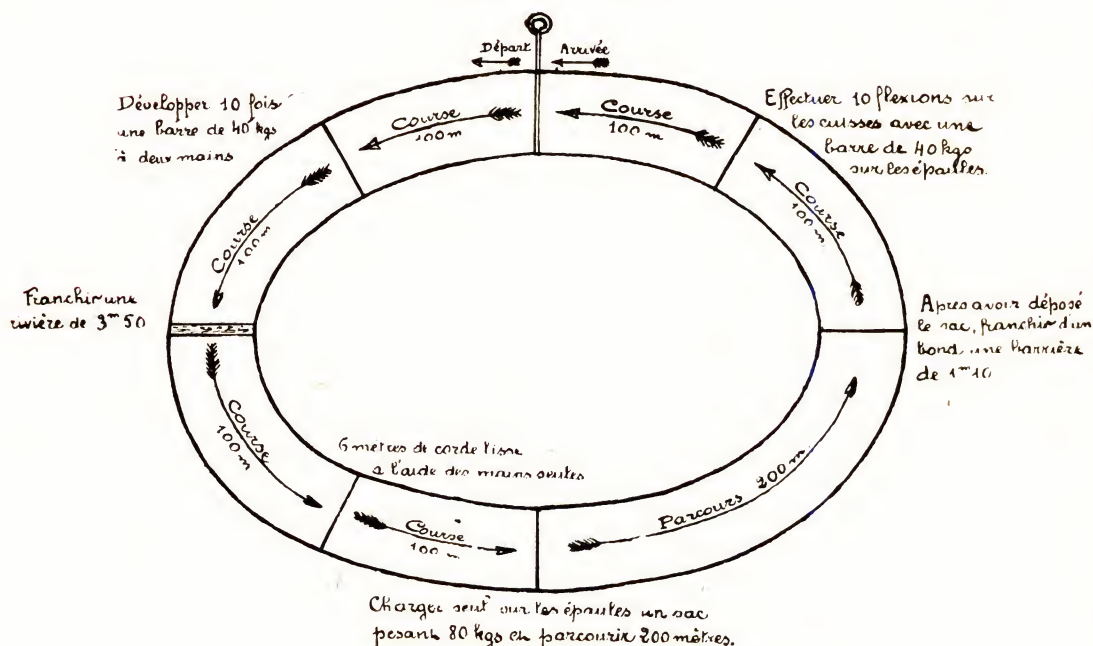 Départ
Arrivée
Course
100 m
Développer 10 fois
une barre de 40 kgs
à deux mains
Course
100 m
Franchir une
rivière de 3m50
Course
100 m
6 mètres de corde lisse
a l'aide des mains seules
Course
100 m
Charger seul sur les épaules un sac
pesant 80 kgs et parcourir 200 mètres.
Parcours 200 m
Apres avoir déposé
le sac, franchir d'un
bond, une barrière
de 1m10
Course
100 m
Effectuer 10 flexions sur
les cuisses avec une
barre de 40 kgs
sur les épaules.
Course
100 m